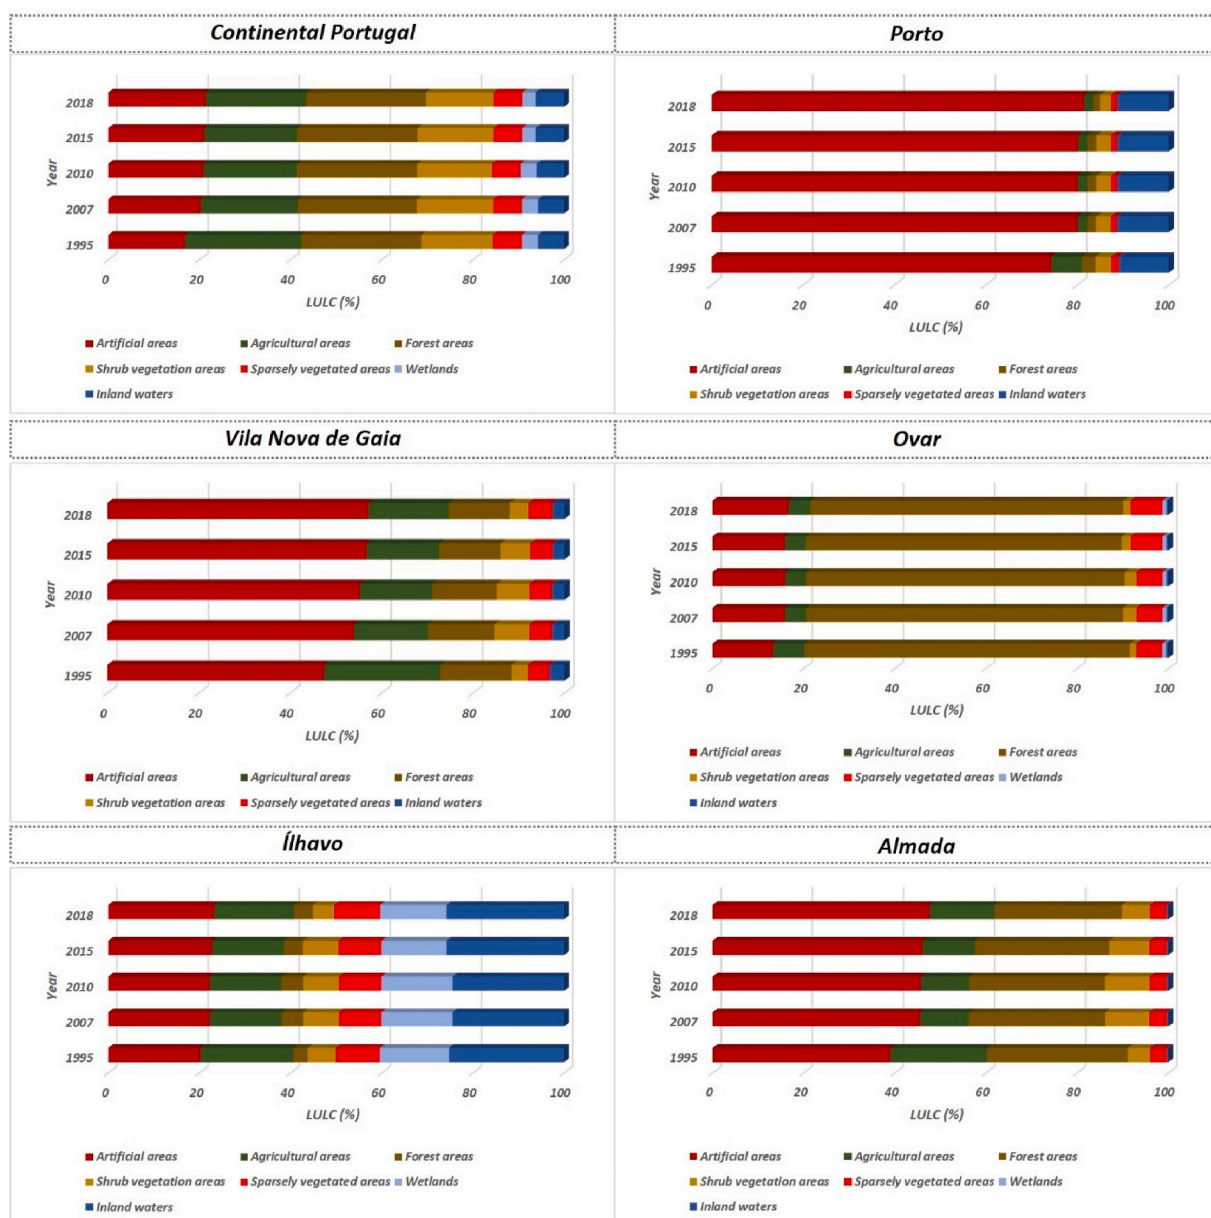 Continental Portugal
Porto
2018
2015
2010
2007
1995
Year
0 20 40 60 80 100
LULC (%)
Artificial areas Agricultural areas Forest areas
Shrub vegetation areas Sparsely vegetated areas Wetlands
Inland waters
2018
2015
2010
2007
1995
Year
0 20 40 60 80 100
LULC (%)
Artificial areas Agricultural areas Forest areas
Shrub vegetation areas Sparsely vegetated areas Inland waters
Vila Nova de Gaia
Ovar
2018
2015
2010
2007
1995
Year
0 20 40 60 80 100
LULC (%)
Artificial areas Agricultural areas Forest areas
Shrub vegetation areas Sparsely vegetated areas Inland waters
2018
2015
2010
2007
1995
Year
0 20 40 60 80 100
LULC (%)
Artificial areas Agricultural areas Forest areas
Shrub vegetation areas Sparsely vegetated areas Wetlands
Inland waters
Ílhavo
Almada
2018
2015
2010
2007
1995
Year
0 20 40 60 80 100
LULC (%)
Artificial areas Agricultural areas Forest areas
Shrub vegetation areas Sparsely vegetated areas Wetlands
Inland waters
2018
2015
2010
2007
1995
Year
0 20 40 60 80 100
LULC (%)
Artificial areas Agricultural areas Forest areas
Shrub vegetation areas Sparsely vegetated areas Wetlands
Inland waters